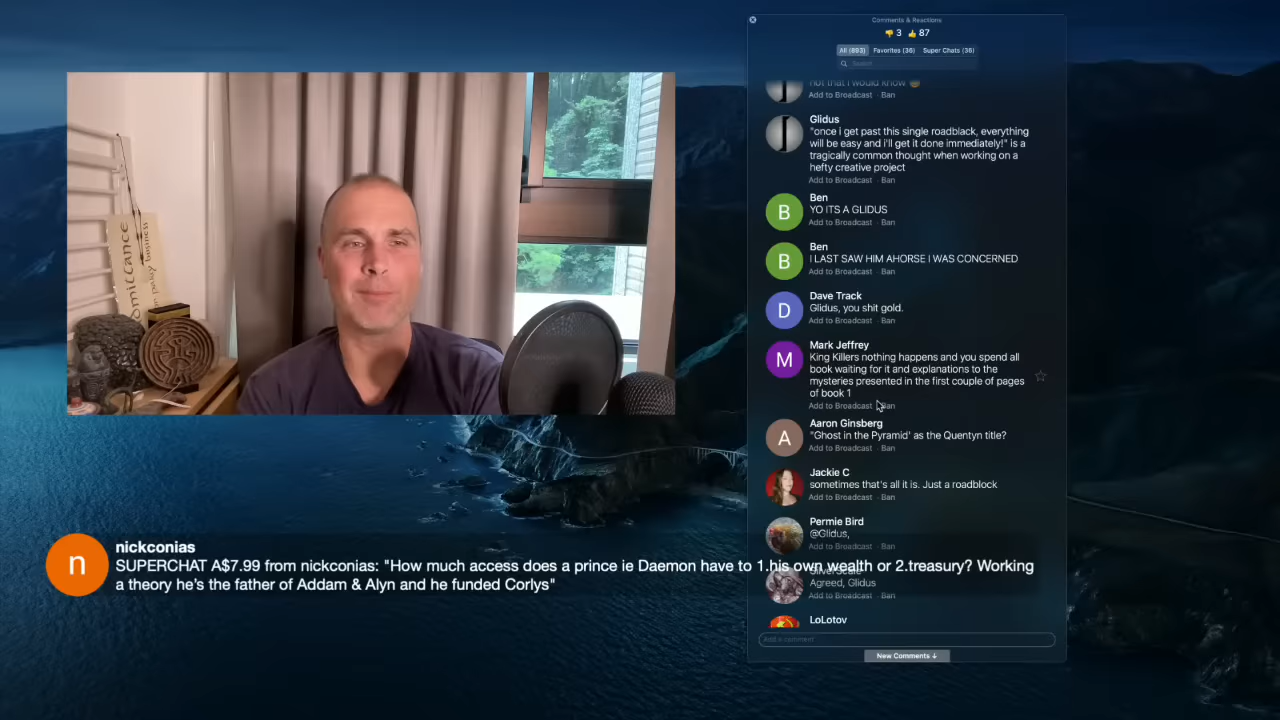 Comments & Reactions
👎 3 👍 87
All (893) Favorites (36) Super Chats (36)
Search
not that I would know
Add to Broadcast Ban
Glidus
"once i get past this single roadblack, everything
will be easy and i'll get it done immediately!" is a
tragically common thought when working on a
hefty creative project
Add to Broadcast Ban
B
Ben
YO ITS A GLIDUS
Add to Broadcast Ban
B
Ben
I LAST SAW HIM AHORSE I WAS CONCERNED
Add to Broadcast Ban
D
Dave Track
Glidus, you shit gold.
Add to Broadcast Ban
M
Mark Jeffrey
King Killers nothing happens and you spend all
book waiting for it and explanations to the
mysteries presented in the first couple of pages
of book 1
Add to Broadcast Ban
A
Aaron Ginsberg
"Ghost in the Pyramid' as the Quentyn title?
Add to Broadcast Ban
Jackie C
sometimes that's all it is. Just a roadblock
Add to Broadcast Ban
Permie Bird
@Glidus,
Add to Broadcast Ban
Agreed, Glidus
Add to Broadcast Ban
LoLotov
Add a comment
New Comments ↓
n
nickconias
SUPERCHAT A$7.99 from nickconias: "How much access does a prince ie Daemon have to 1.his own wealth or 2.treasury? Working
a theory he's the father of Addam & Alyn and he funded Corlys"